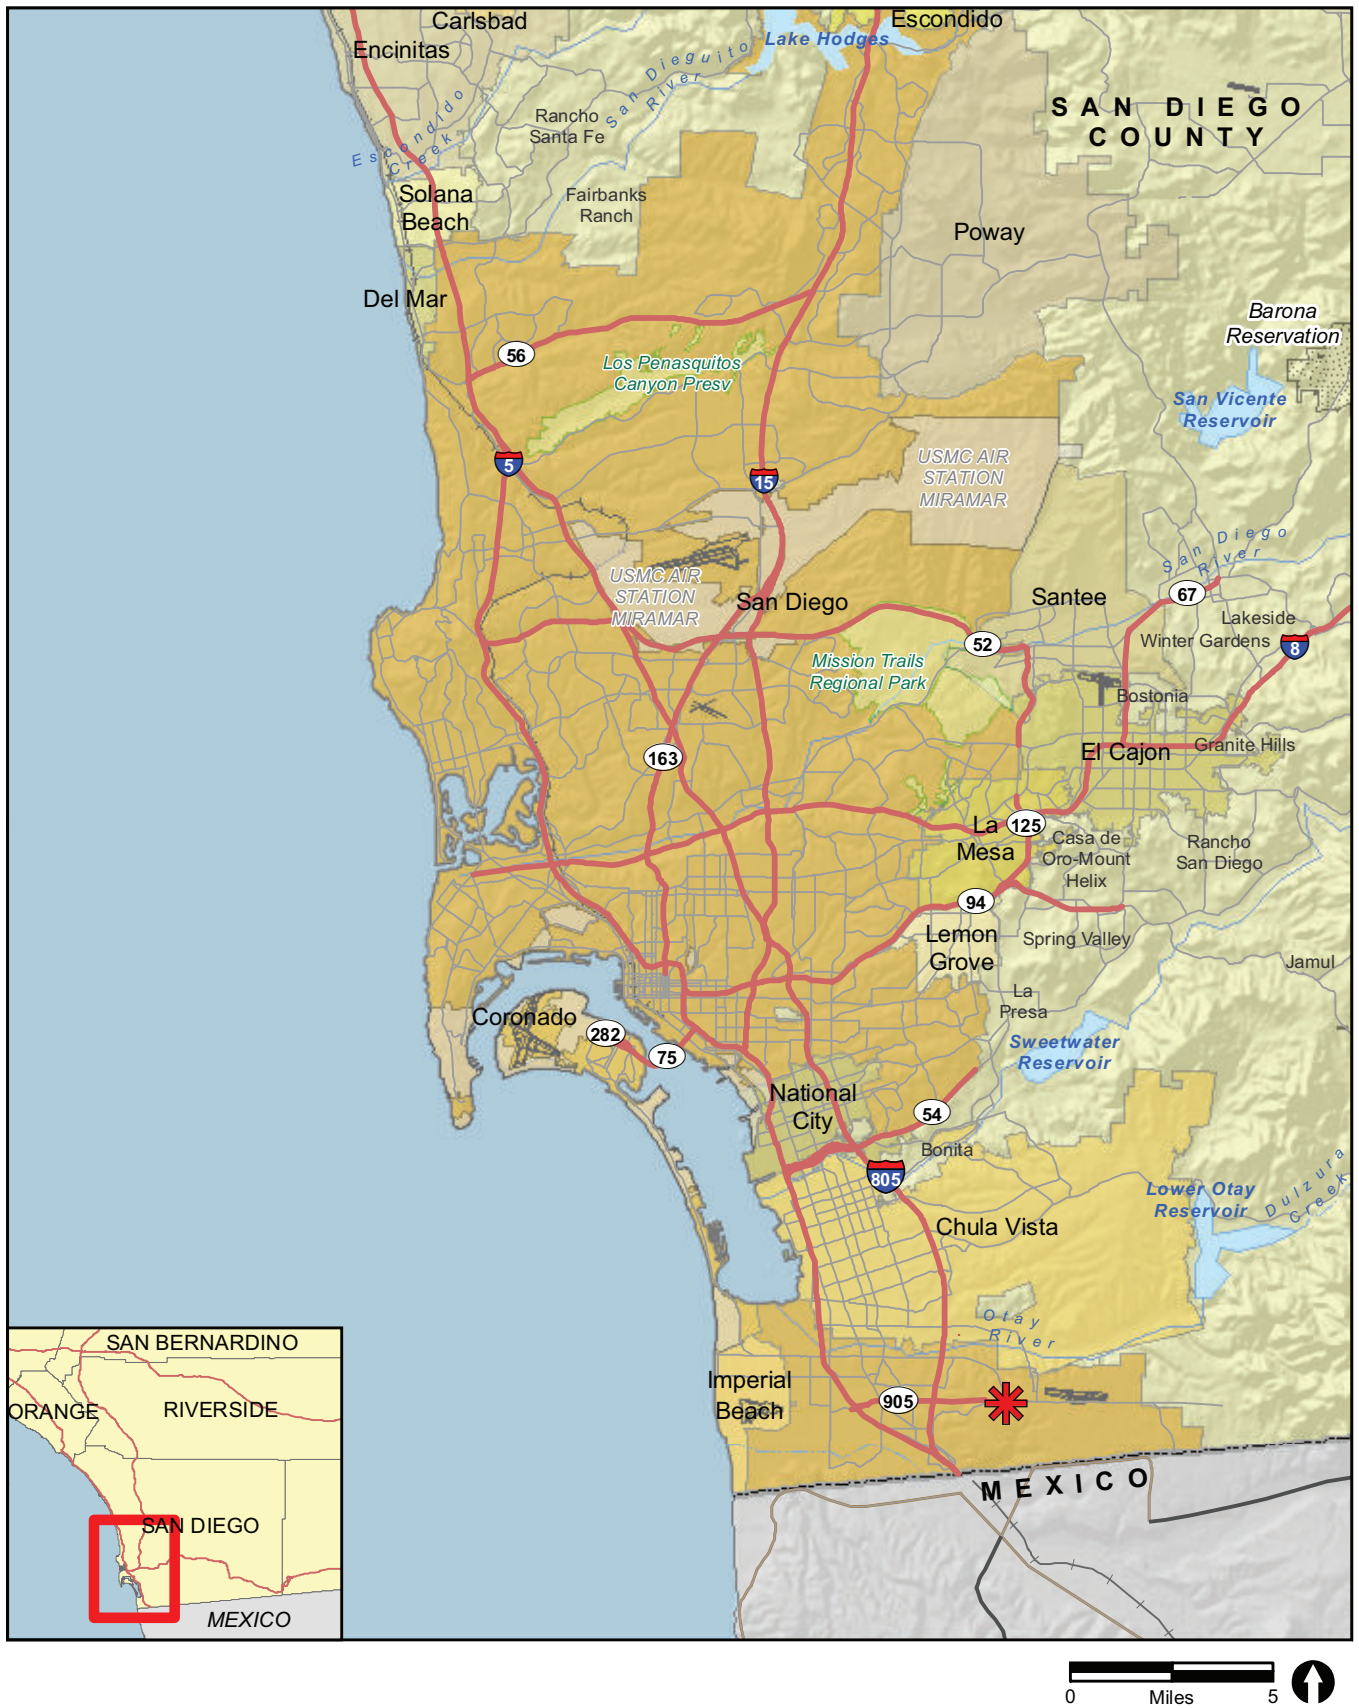 Carlsbad
Encinitas
Escondido
Lake Hodges
San Dieguito
River
Escondido
Creek
Rancho
Santa Fe
SAN DIEGO
COUNTY
Solana
Beach
Fairbanks
Ranch
Poway
Del Mar
Barona
Reservation
56
Los Penasquitos
Canyon Presv
San Vicente
Reservoir
5
15
USMC AIR
STATION
MIRAMAR
San Diego
River
USMC AIR
STATION
MIRAMAR
San Diego
Santee
67
Lakeside
Winter Gardens
8
52
Mission Trails
Regional Park
Bostonia
163
El Cajon
Granite Hills
La
Mesa
125
Casa de
Oro-Mount
Helix
Rancho
San Diego
94
Lemon
Grove
Spring Valley
Jamul
La
Presa
Coronado
282
75
Sweetwater
Reservoir
National
City
54
Bonita
805
Lower Otay
Reservoir
Dulzura
Creek
Chula Vista
Otay
River
Imperial
Beach
905
MEXICO
SAN BERNARDINO
ORANGE
RIVERSIDE
SAN DIEGO
MEXICO
0
Miles
5